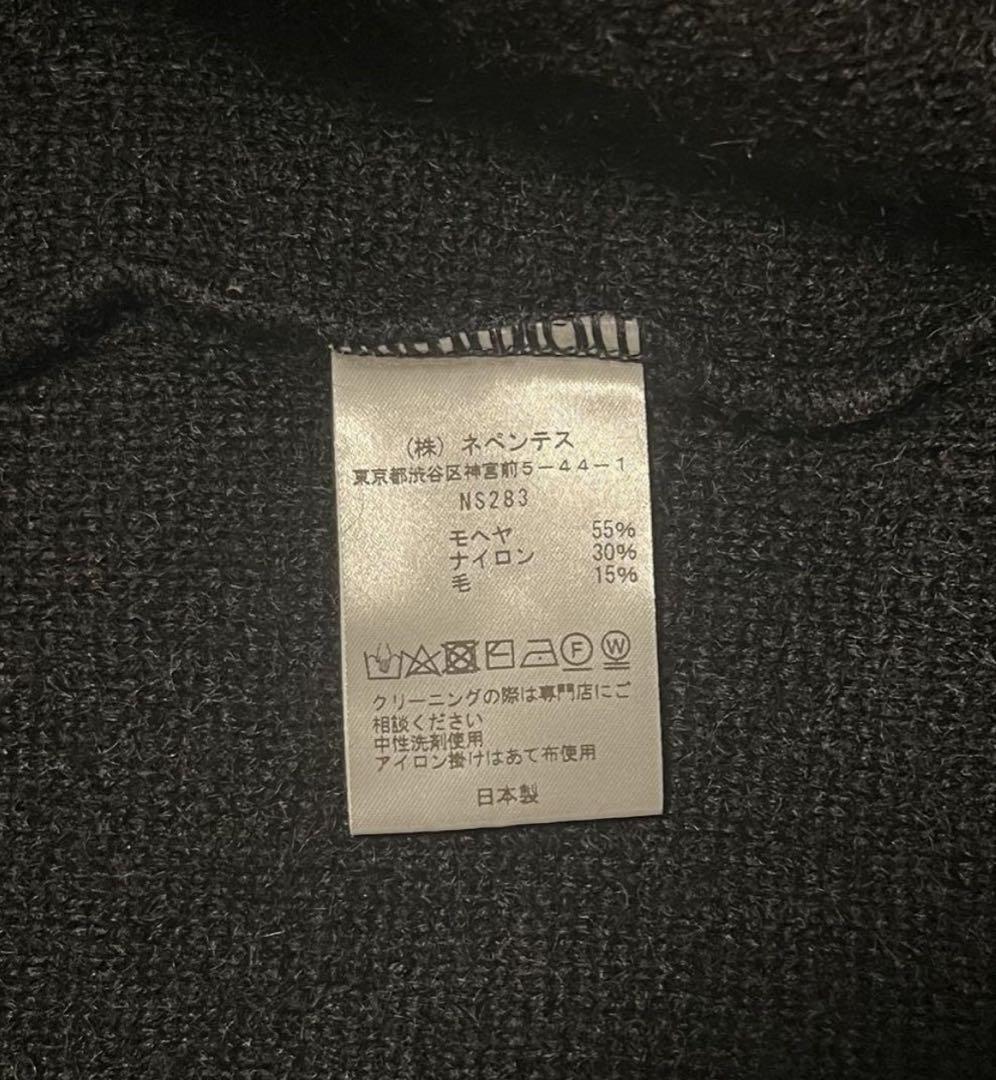 （株）ネペンテス
東京都渋谷区神宮前５－４４－１
NS283
モヘヤ 55%
ナイロン 30%
毛 15%
F W
クリーニングの際は専門店にご
相談ください
中性洗剤使用
アイロン掛けはあて布使用
日本製